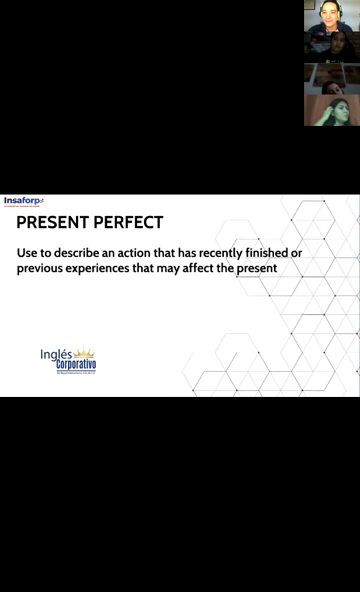 Insaforp
PRESENT PERFECT
Use to describe an action that has recently finished or
previous experiences that may affect the present
Inglés
Corporativo